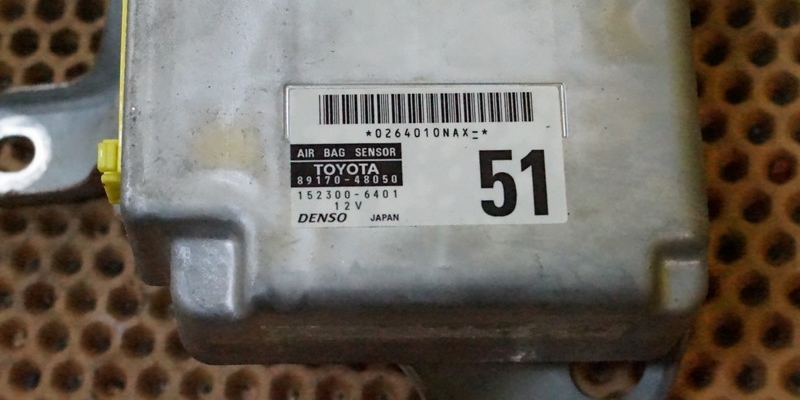 *0264010NAX-*
AIR BAG SENSOR
TOYOTA
89170-48050
152300-6401
12V
DENSO JAPAN
51